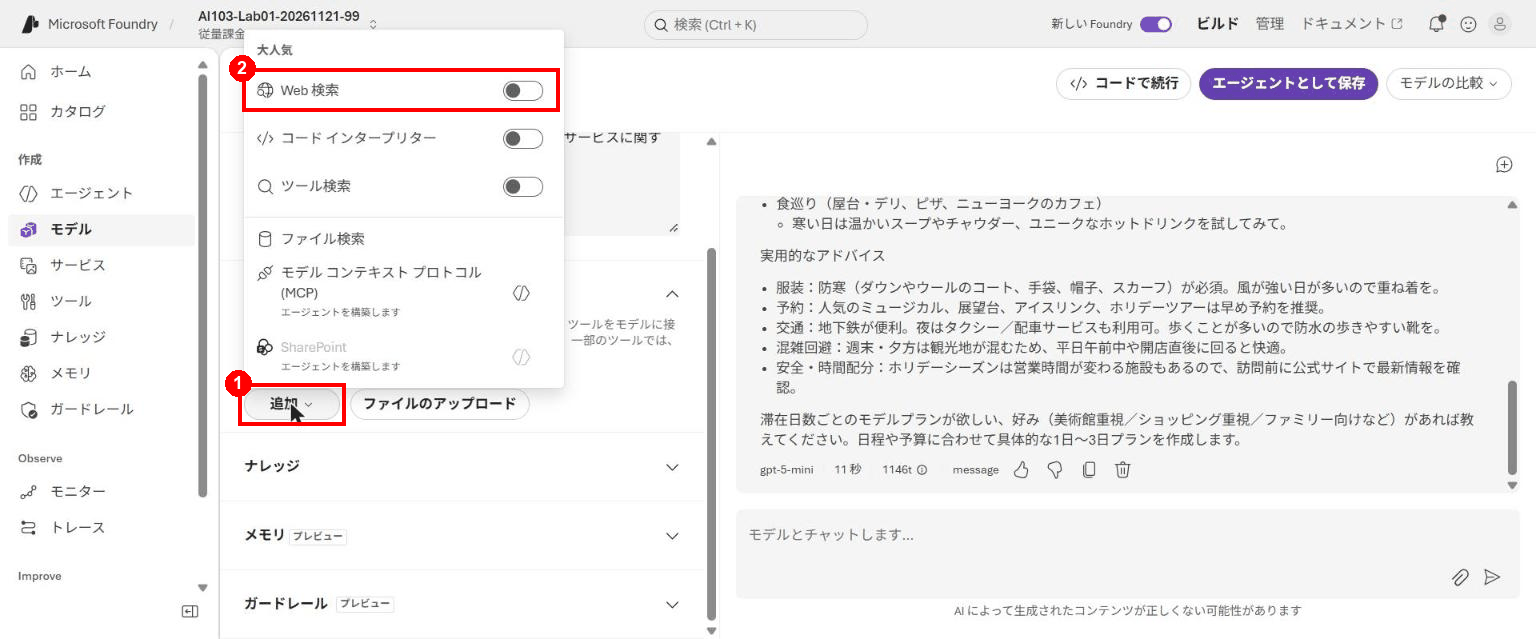 Microsoft Foundry
/
AI103-Lab01-20261121-99
従量課金
検索 (Ctrl + K)
新しい Foundry
ビルド
管理
ドキュメント
ホーム
カタログ
作成
エージェント
モデル
サービス
ツール
ナレッジ
メモリ
ガードレール
Observe
モニター
トレース
Improve
大人気
2
Web 検索
コード インタープリター
ツール検索
ファイル検索
モデル コンテキスト プロトコル
(MCP)
エージェントを構築します
SharePoint
エージェントを構築します
サービスに関す
ツールをモデルに接
一部のツールでは、
1
追加
ファイルのアップロード
ナレッジ
メモリ プレビュー
ガードレール プレビュー
コードで続行
エージェントとして保存
モデルの比較
• 食巡り（屋台・デリ、ピザ、ニューヨークのカフェ）
○ 寒い日は温かいスープやチャウダー、ユニークなホットドリンクを試してみて。
実用的なアドバイス
• 服装：防寒（ダウンやウールのコート、手袋、帽子、スカーフ）が必須。風が強い日が多いので重ね着を。
• 予約：人気のミュージカル、展望台、アイスリンク、ホリデーツアーは早め予約を推奨。
• 交通：地下鉄が便利。夜はタクシー／配車サービスも利用可。歩くことが多いので防水の歩きやすい靴を。
• 混雑回避：週末・夕方は観光地が混むため、平日午前中や開店直後に回ると快適。
• 安全・時間配分：ホリデーシーズンは営業時間が変わる施設もあるので、訪問前に公式サイトで最新情報を確
認。
滞在日数ごとのモデルプランが欲しい、好み（美術館重視／ショッピング重視／ファミリー向けなど）があれば教
えてください。日程や予算に合わせて具体的な1日〜3日プランを作成します。
gpt-5-mini
11 秒
1146t
message
モデルとチャットします...
AI によって生成されたコンテンツが正しくない可能性があります